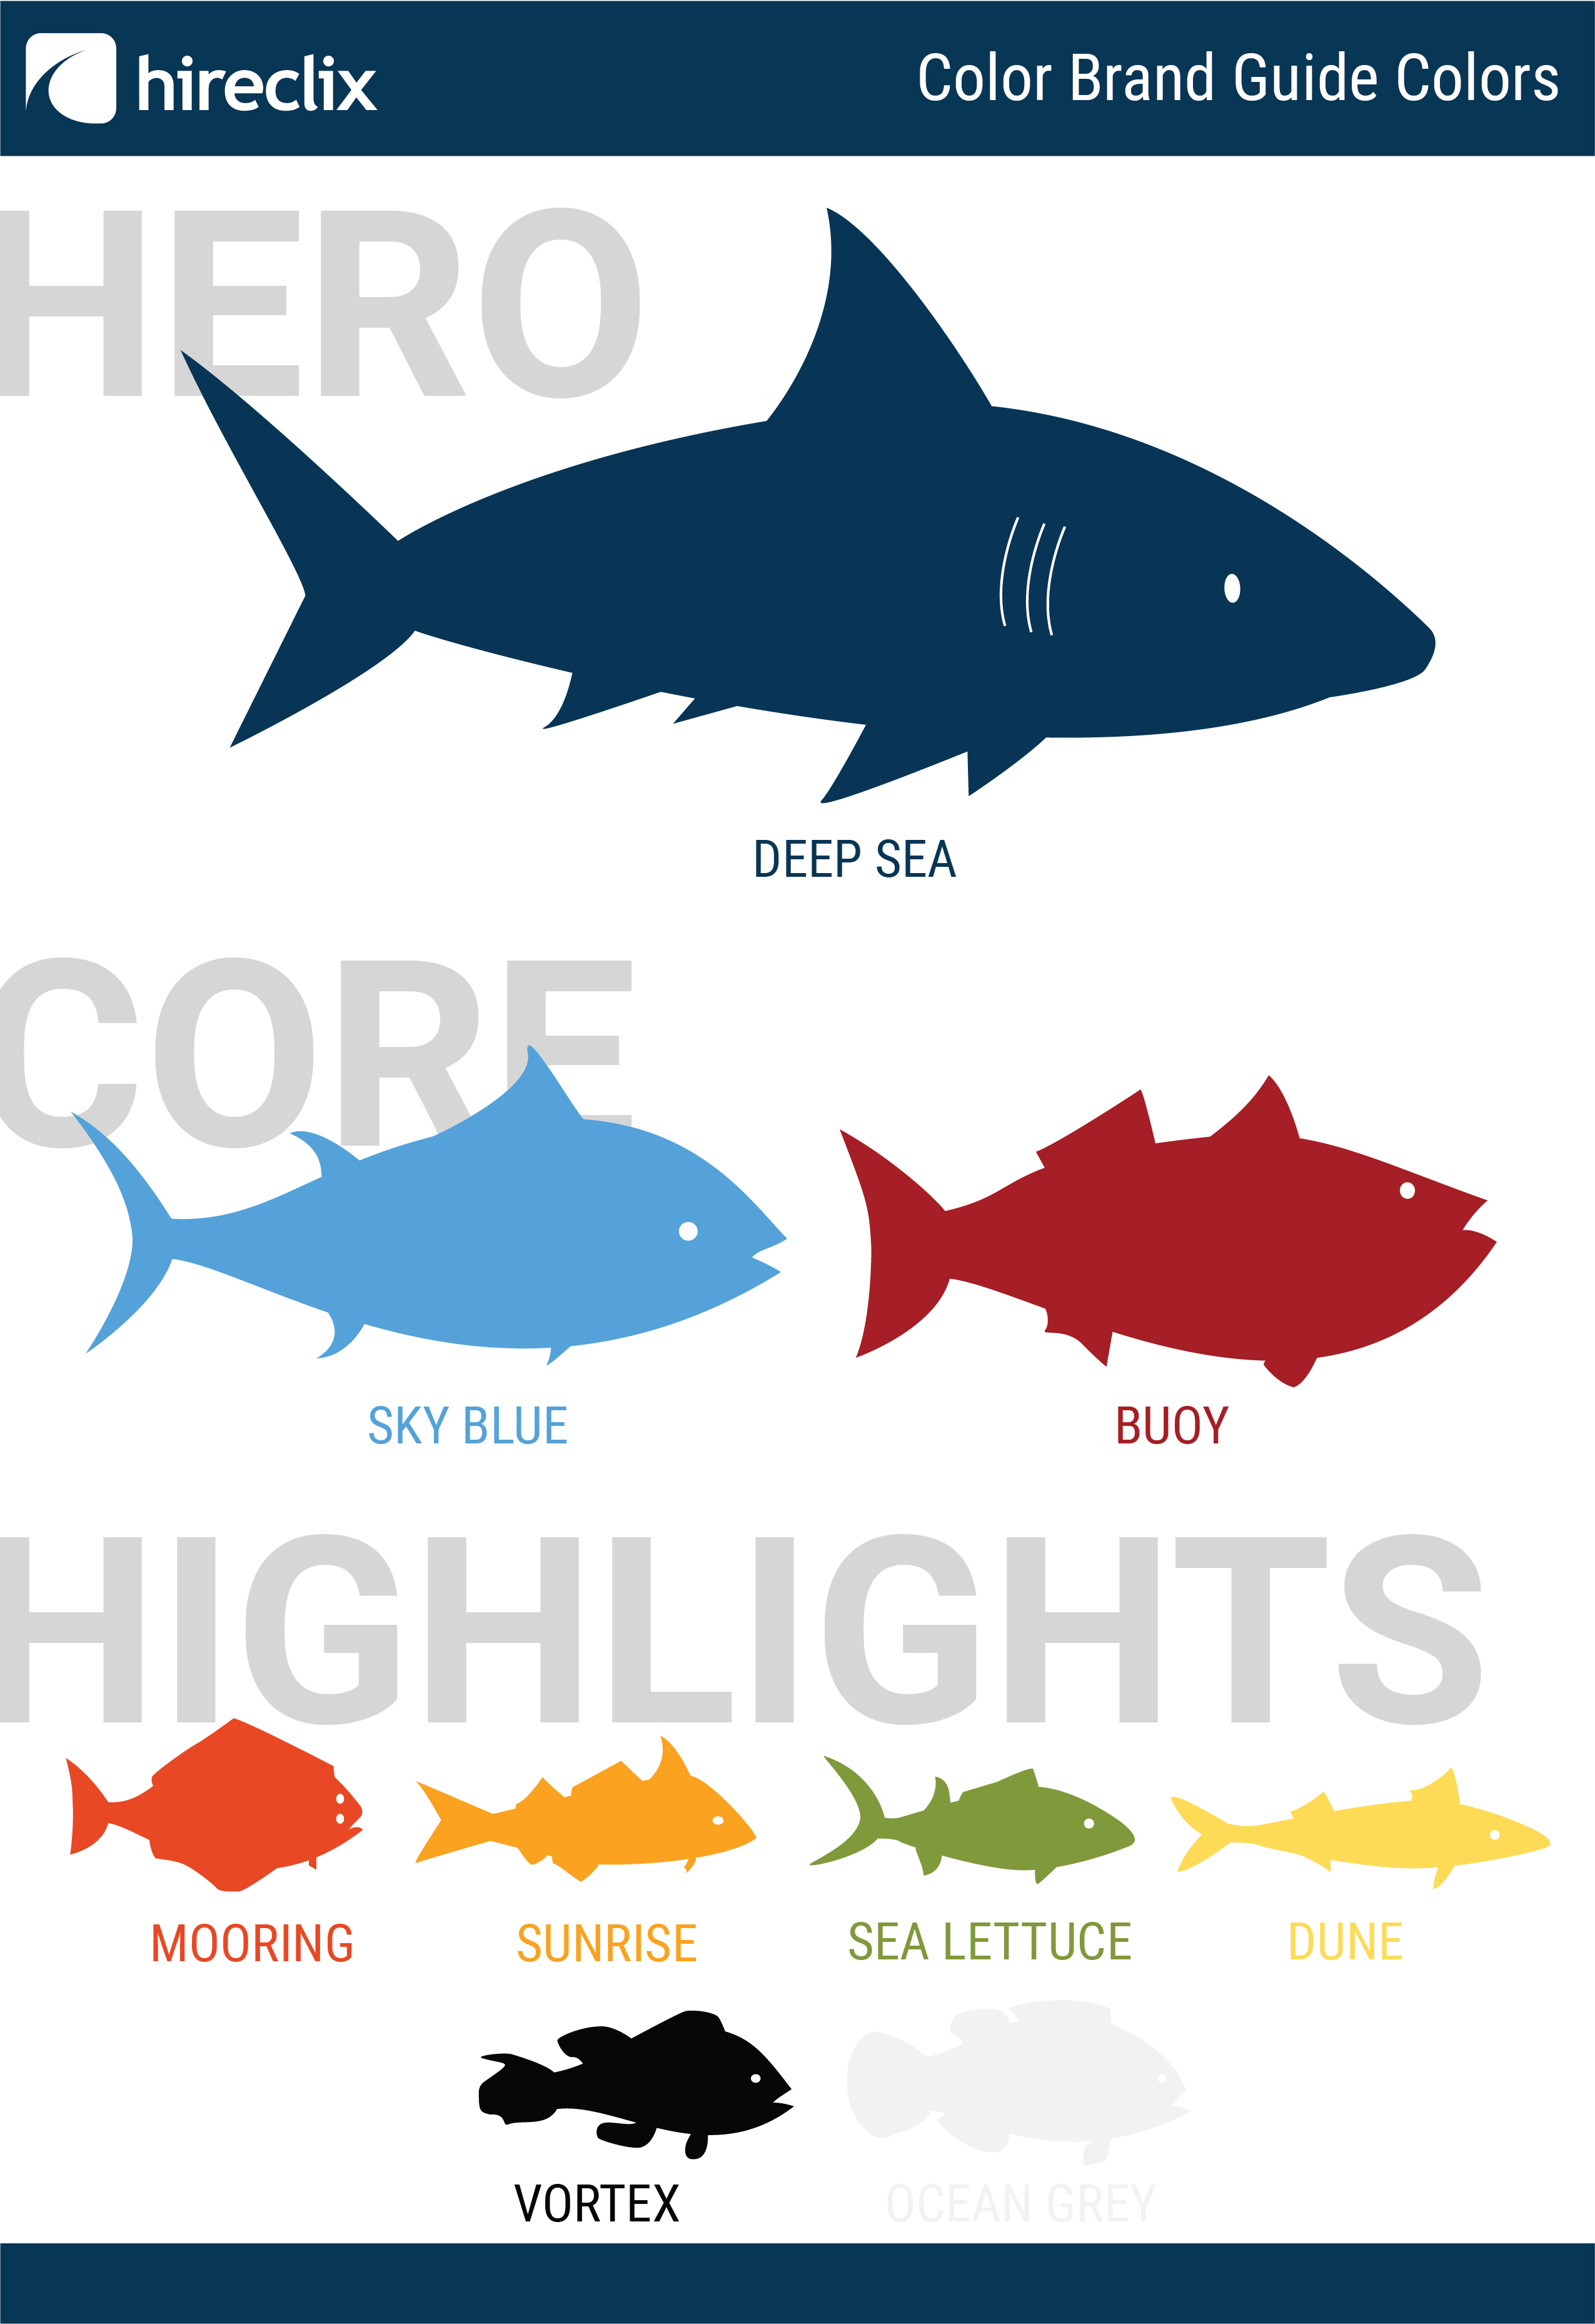 hireclix
Color Brand Guide Colors
HERO
DEEP SEA
CORE
SKY BLUE
BUOY
HIGHLIGHTS
MOORING
SUNRISE
SEA LETTUCE
DUNE
VORTEX
OCEAN GREY